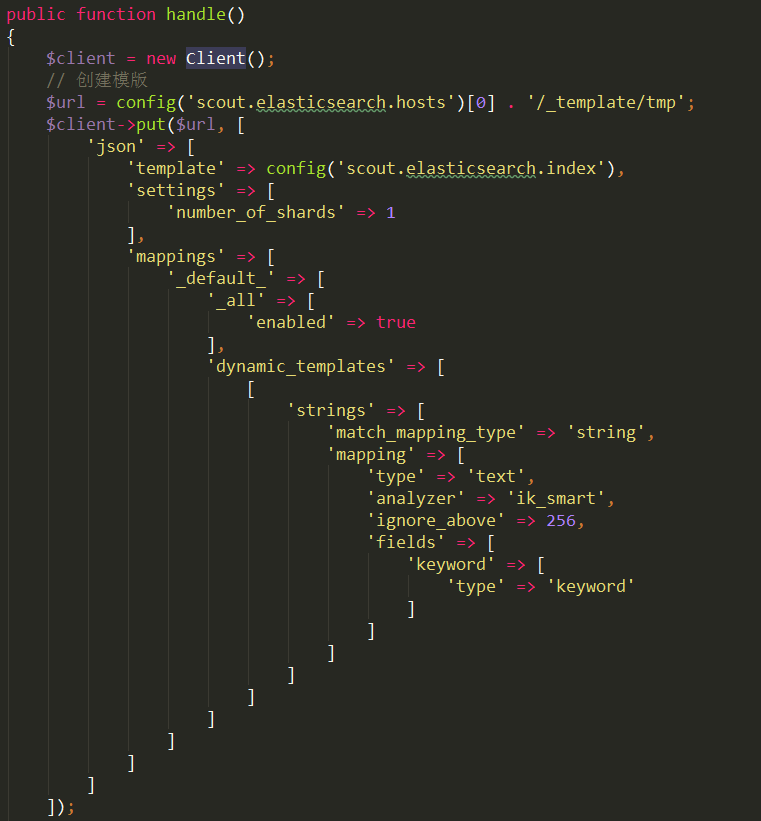 public function handle()
{
    $client = new Client();
    // 创建模版
    $url = config('scout.elasticsearch.hosts')[0] . '/_template/tmp';
    $client->put($url, [
        'json' => [
            'template' => config('scout.elasticsearch.index'),
            'settings' => [
                'number_of_shards' => 1
            ],
            'mappings' => [
                '_default_' => [
                    '_all' => [
                        'enabled' => true
                    ],
                    'dynamic_templates' => [
                        [
                            'strings' => [
                                'match_mapping_type' => 'string',
                                'mapping' => [
                                    'type' => 'text',
                                    'analyzer' => 'ik_smart',
                                    'ignore_above' => 256,
                                    'fields' => [
                                        'keyword' => [
                                            'type' => 'keyword'
                                        ]
                                    ]
                                ]
                            ]
                        ]
                    ]
                ]
            ]
        ]
    ]);